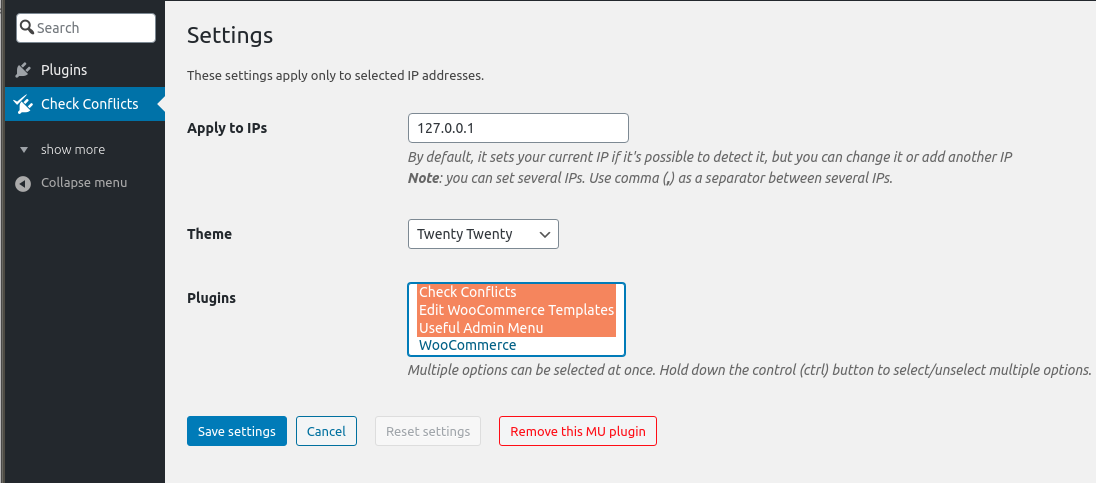 Search
Plugins
Check Conflicts
show more
Collapse menu
Settings
These settings apply only to selected IP addresses.
Apply to IPs
127.0.0.1
By default, it sets your current IP if it's possible to detect it, but you can change it or add another IP
Note: you can set several IPs. Use comma (,) as a separator between several IPs.
Theme
Twenty Twenty
Plugins
Check Conflicts
Edit WooCommerce Templates
Useful Admin Menu
WooCommerce
Multiple options can be selected at once. Hold down the control (ctrl) button to select/unselect multiple options.
Save settings
Cancel
Reset settings
Remove this MU plugin